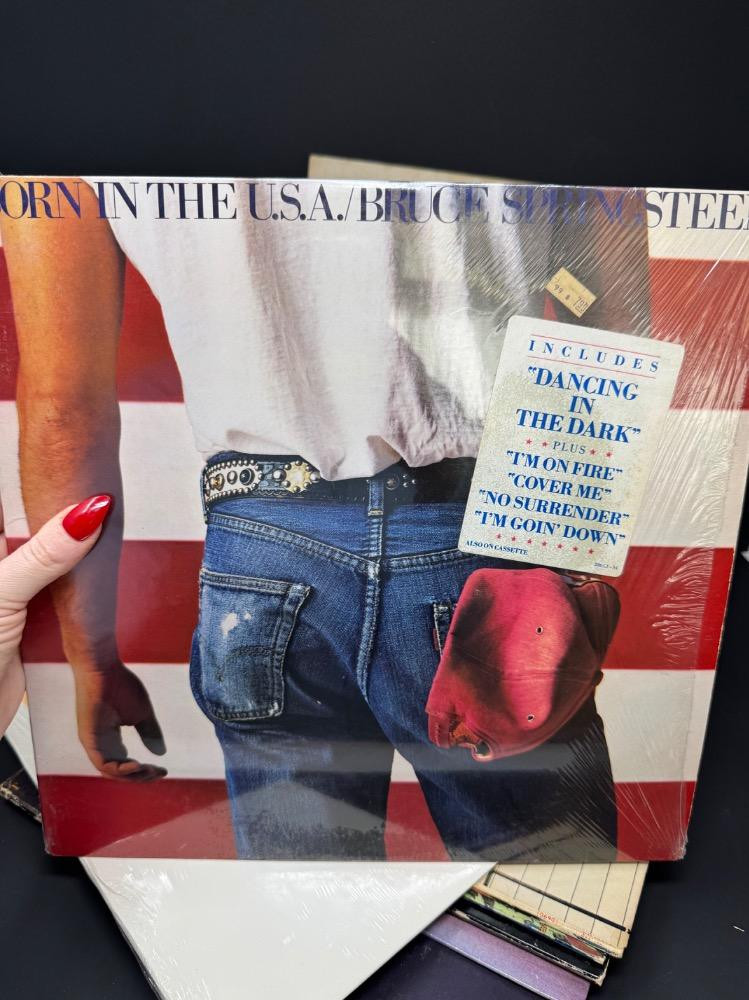 ORN IN THE U.S.A./BRUCE SPRINGSTEE
INCLUDES
"DANCING
IN
THE DARK"
PLUS
"I'M ON FIRE"
"COVER ME"
"NO SURRENDER"
"I'M GOIN' DOWN"
ALSO ON CASSETTE